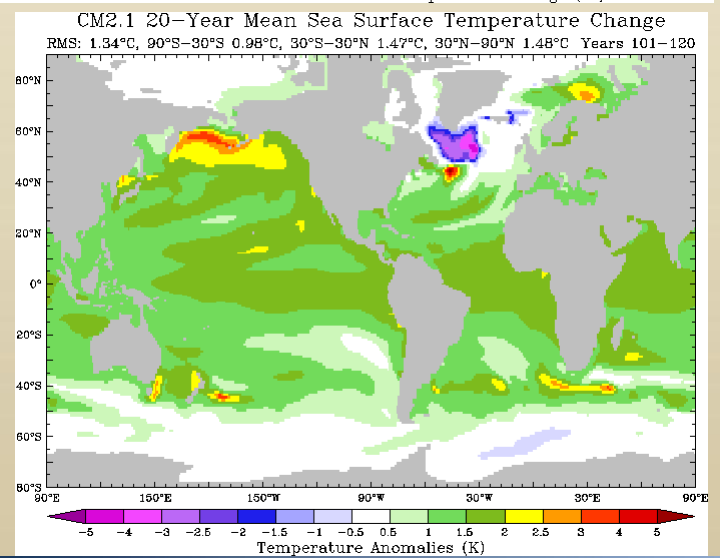 CM2.1 20-Year Mean Sea Surface Temperature Change
RMS: 1.34°C, 90°S-30°S 0.98°C, 30°S-30°N 1.47°C, 30°N-90°N 1.48°C Years 101-120
80°N
60°N
40°N
20°N
0°
20°S
40°S
60°S
80°S
90°E 150°E 150°W 90°W 30°W 30°E 90°E
-5 -4 -3 -2.5 -2 -1.5 -1 -0.5 0.5 1 1.5 2 2.5 3 4 5
Temperature Anomalies (K)